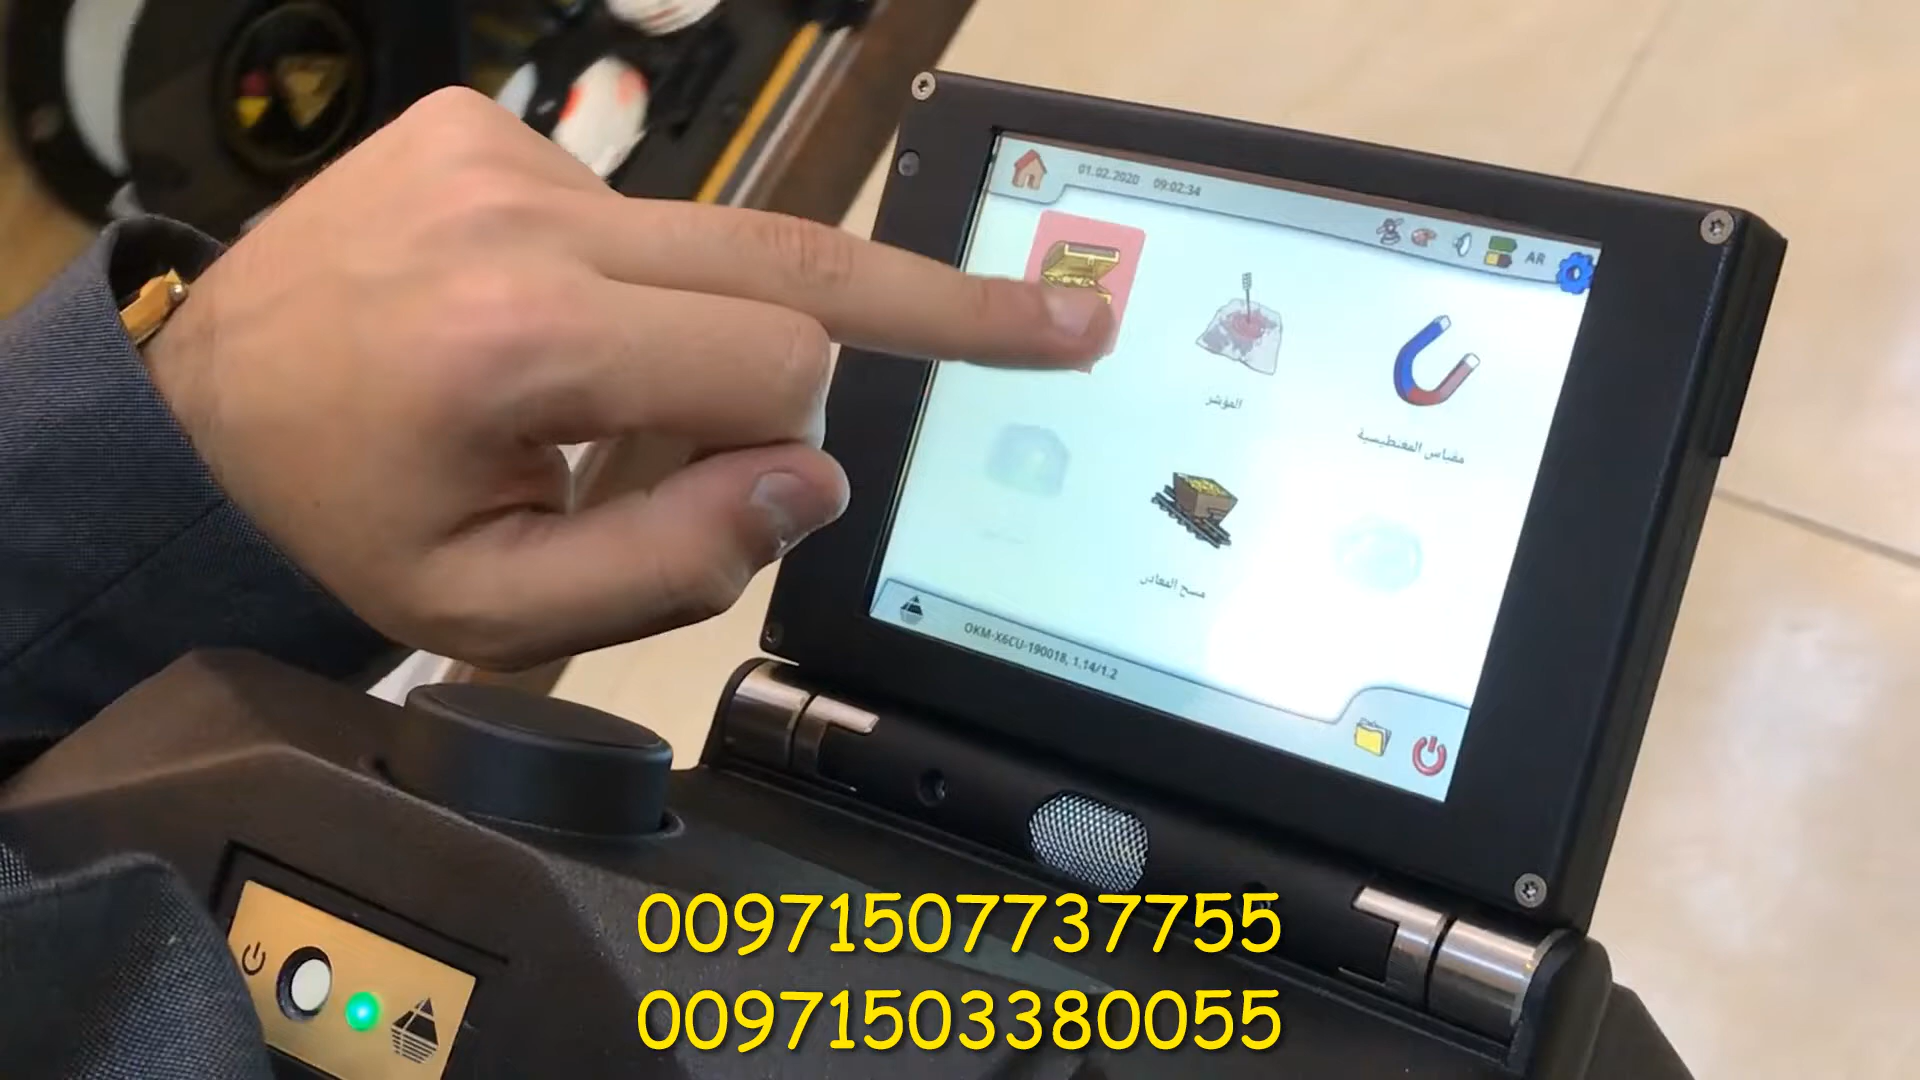 01.02.2020 09:02:34
AR
المؤشر
مقياس المغنطيسية
مسح المعادن
OKM-X6CU-190018, 1.14/1.2
00971507737755
00971503380055